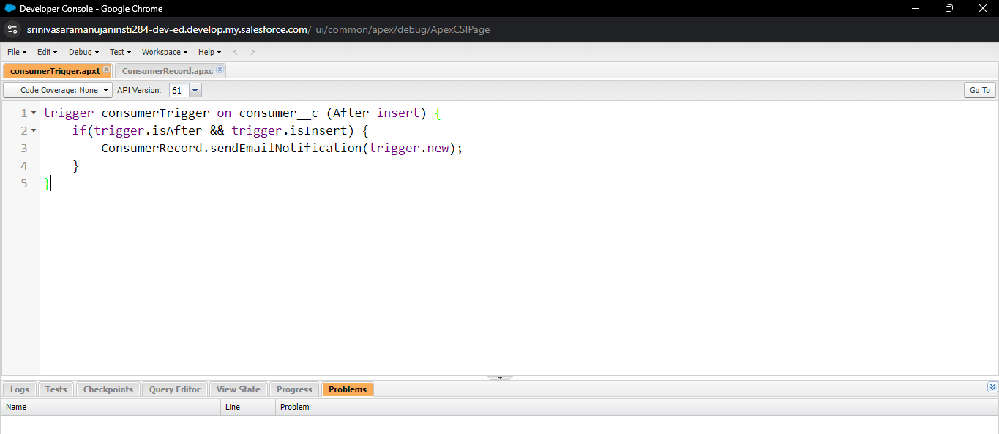 Developer Console - Google Chrome
srinivasaramanujaninsti284-dev-ed.develop.my.salesforce.com/_ui/common/apex/debug/ApexCSIPage
File Edit Debug Test Workspace Help < >
consumerTrigger.apxt ConsumerRecord.apxc
Code Coverage: None API Version: 61 Go To
1 trigger consumerTrigger on consumer__c (After insert) {
2 if(trigger.isAfter && trigger.isInsert) {
3 ConsumerRecord.sendEmailNotification(trigger.new);
4 }
5 }
Logs Tests Checkpoints Query Editor View State Progress Problems
Name Line Problem